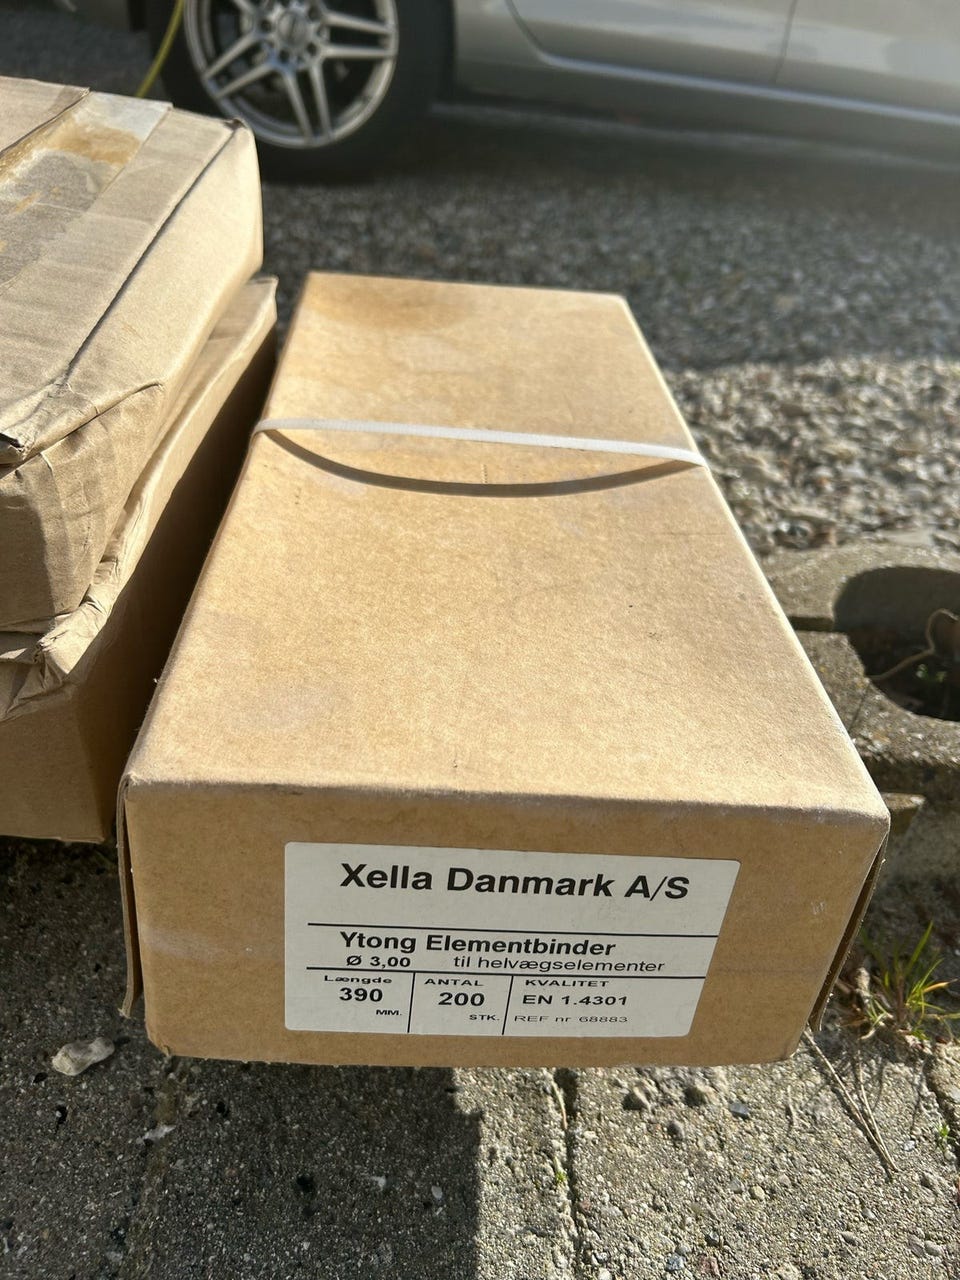 Xella Danmark A/S
Ytong Elementbinder
Ø 3,00 til helvægselementer
Længde ANTAL KVALITET
390 200 EN 1.4301
MM. STK. REF nr 68883